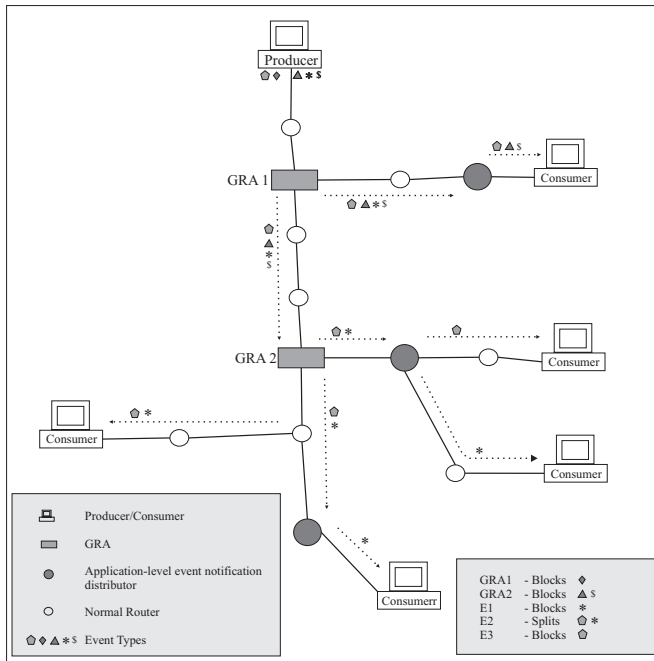 Producer
* $
$
GRA 1
Consumer
* $
*
$
*
GRA 2
Consumer
*
*
Consumer
*
Consumer
*
Consumerr
Producer/Consumer
GRA
Application-level event notification
distributor
Normal Router
* $ Event Types
GRA1 - Blocks
GRA2 - Blocks $
E1 - Blocks *
E2 - Splits *
E3 - Blocks